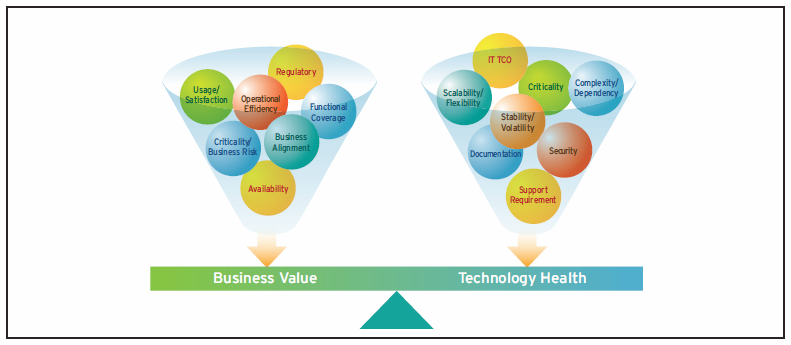 Regulatory
Usage/
Satisfaction
Operational
Effidency
Functional
Coverage
Criticality/
Business Risk
Business
Alignment
Availability
IT TCO
Criticality
Complexity/
Dependency
Scalability/
Flexibility
Stability/
Volatility
Documentation
Security
Support
Requirement
Business Value
Technology Health